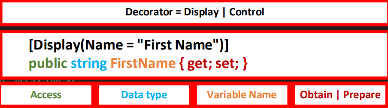 Decorator = Display | Control
[Display(Name = "First Name")]
public string FirstName { get; set; }
Access Data type Variable Name Obtain | Prepare